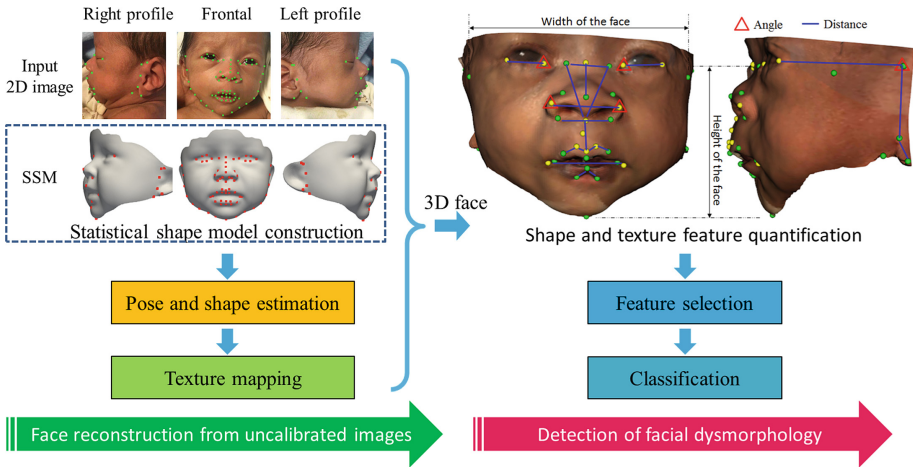 Right profile
Frontal
Left profile
Input
2D image
SSM
Statistical shape model construction
Pose and shape estimation
Texture mapping
Face reconstruction from uncalibrated images
3D face
Width of the face
Angle
Distance
Height of the face
Shape and texture feature quantification
Feature selection
Classification
Detection of facial dysmorphology